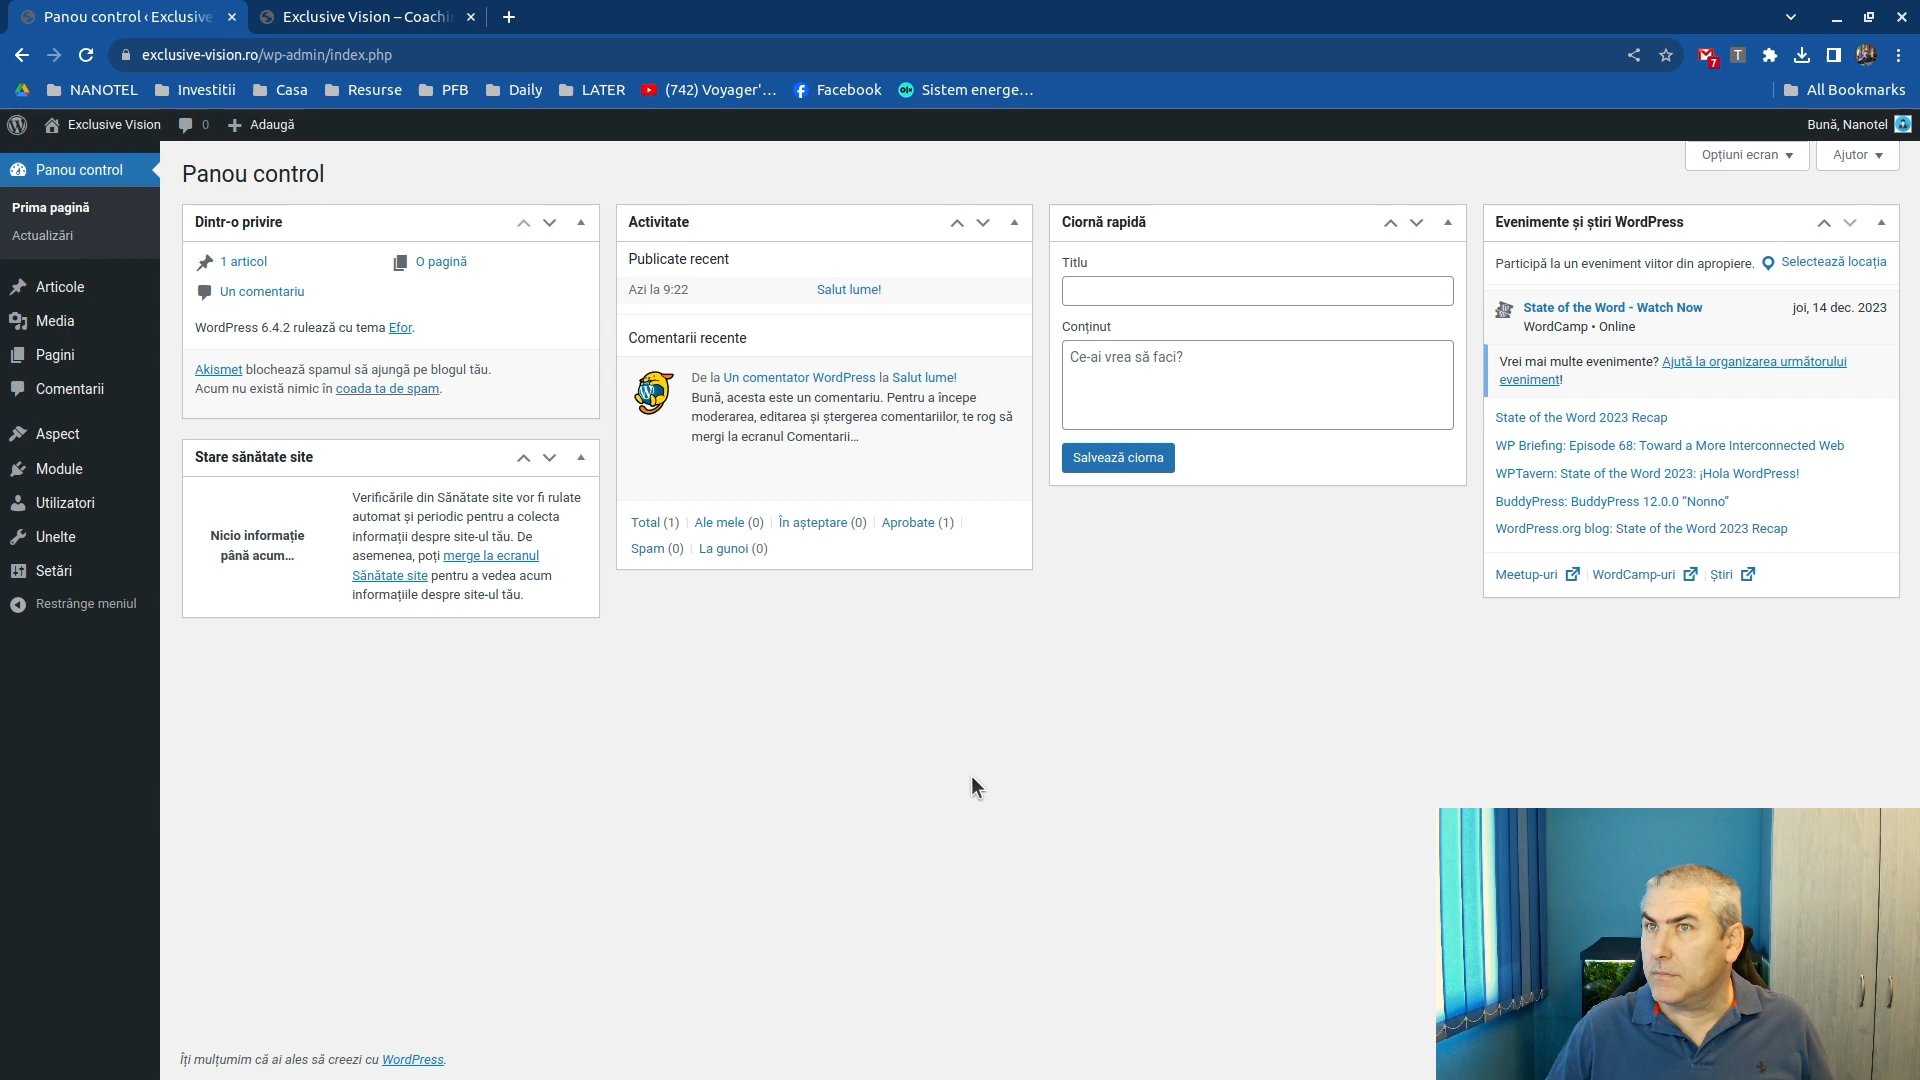 Panou control ‹ Exclusive
Exclusive Vision – Coachi
exclusive-vision.ro/wp-admin/index.php
7
T
NANOTEL
Investitii
Casa
Resurse
PFB
Daily
LATER
(742) Voyager'...
Facebook
Sistem energe...
All Bookmarks
Exclusive Vision
0
Adaugă
Bună, Nanotel
Panou control
Prima pagină
Actualizări
Articole
Media
Pagini
Comentarii
Aspect
Module
Utilizatori
Unelte
Setări
Restrânge meniul
Opțiuni ecran
Ajutor
Panou control
Dintr-o privire
1 articol
O pagină
Un comentariu
WordPress 6.4.2 rulează cu tema Efor.
Akismet blochează spamul să ajungă pe blogul tău.
Acum nu există nimic în coada ta de spam.
Stare sănătate site
Nicio informație
până acum...
Verificările din Sănătate site vor fi rulate
automat și periodic pentru a colecta
informații despre site-ul tău. De
asemenea, poți merge la ecranul
Sănătate site pentru a vedea acum
informațiile despre site-ul tău.
Activitate
Publicate recent
Azi la 9:22
Salut lume!
Comentarii recente
De la Un comentator WordPress la Salut lume!
Bună, acesta este un comentariu. Pentru a începe
moderarea, editarea și ștergerea comentariilor, te rog să
mergi la ecranul Comentarii...
Total (1) | Ale mele (0) | În așteptare (0) | Aprobate (1) |
Spam (0) | La gunoi (0)
Ciornă rapidă
Titlu
Conținut
Ce-ai vrea să faci?
Salvează ciorna
Evenimente și știri WordPress
Participă la un eveniment viitor din apropiere.
Selectează locația
State of the Word - Watch Now
joi, 14 dec. 2023
WordCamp • Online
Vrei mai multe evenimente? Ajută la organizarea următorului
eveniment!
State of the Word 2023 Recap
WP Briefing: Episode 68: Toward a More Interconnected Web
WPTavern: State of the Word 2023: ¡Hola WordPress!
BuddyPress: BuddyPress 12.0.0 “Nonno”
WordPress.org blog: State of the Word 2023 Recap
Meetup-uri | WordCamp-uri | Știri
Îți mulțumim că ai ales să creezi cu WordPress.